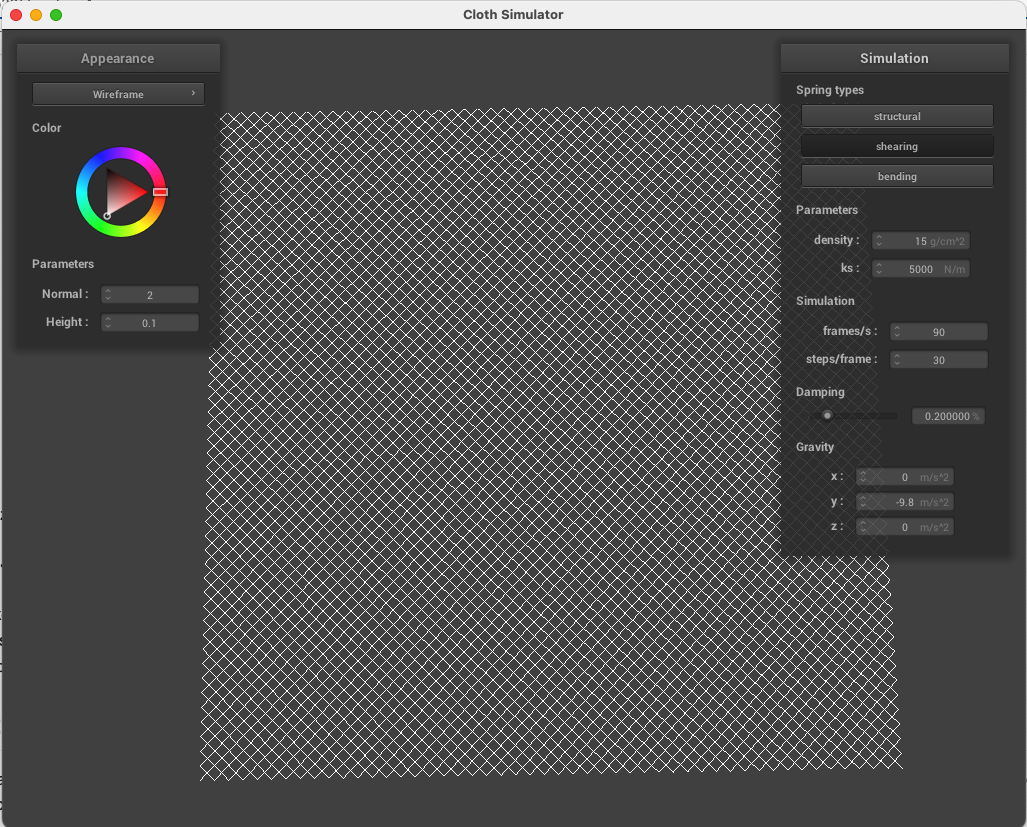 Cloth Simulator
Appearance
Wireframe
Color
Parameters
Normal : 2
Height : 0.1
Simulation
Spring types
structural
shearing
bending
Parameters
density : 15 g/cm^2
ks : 5000 N/m
Simulation
frames/s : 90
steps/frame : 30
Damping
0.200000 %
Gravity
x : 0 m/s^2
y : -9.8 m/s^2
z : 0 m/s^2